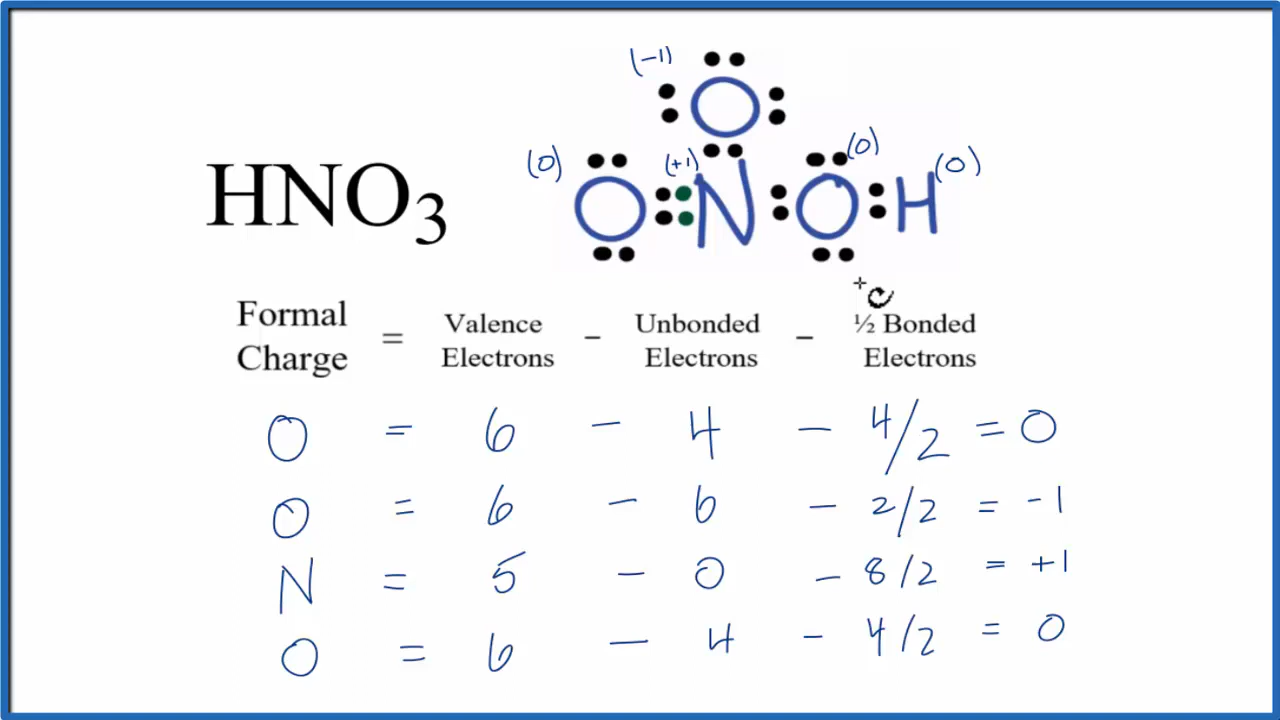 (-1)
O
(0) (+1) (0) (0)
HNO3 O N O H
Formal Charge = Valence Electrons - Unbonded Electrons - ½ Bonded Electrons
O = 6 - 4 - 4/2 = 0
O = 6 - 6 - 2/2 = -1
N = 5 - 0 - 8/2 = +1
O = 6 - 4 - 4/2 = 0